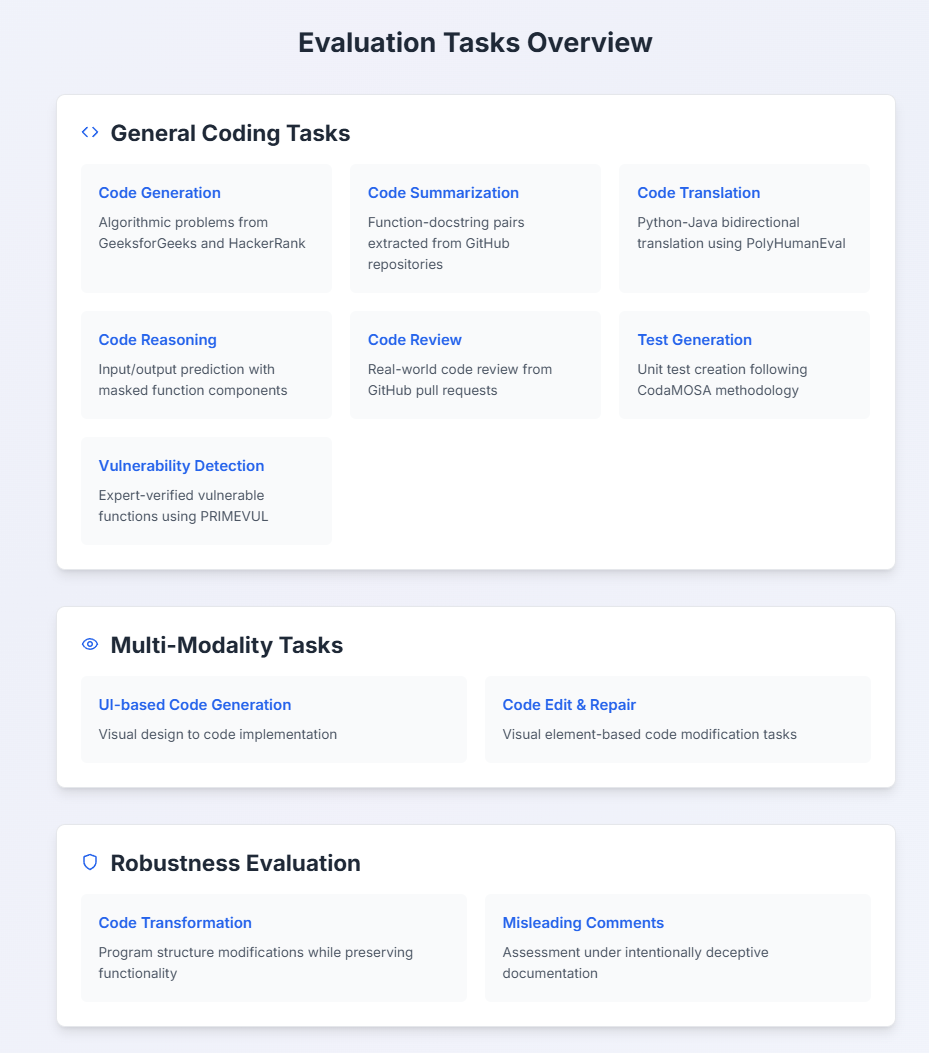 Evaluation Tasks Overview
General Coding Tasks
Code Generation
Algorithmic problems from
GeeksforGeeks and HackerRank
Code Summarization
Function-docstring pairs
extracted from GitHub
repositories
Code Translation
Python-Java bidirectional
translation using PolyHumanEval
Code Reasoning
Input/output prediction with
masked function components
Code Review
Real-world code review from
GitHub pull requests
Test Generation
Unit test creation following
CodaMOSA methodology
Vulnerability Detection
Expert-verified vulnerable
functions using PRIMEVUL
Multi-Modality Tasks
UI-based Code Generation
Visual design to code implementation
Code Edit & Repair
Visual element-based code modification tasks
Robustness Evaluation
Code Transformation
Program structure modifications while preserving
functionality
Misleading Comments
Assessment under intentionally deceptive
documentation